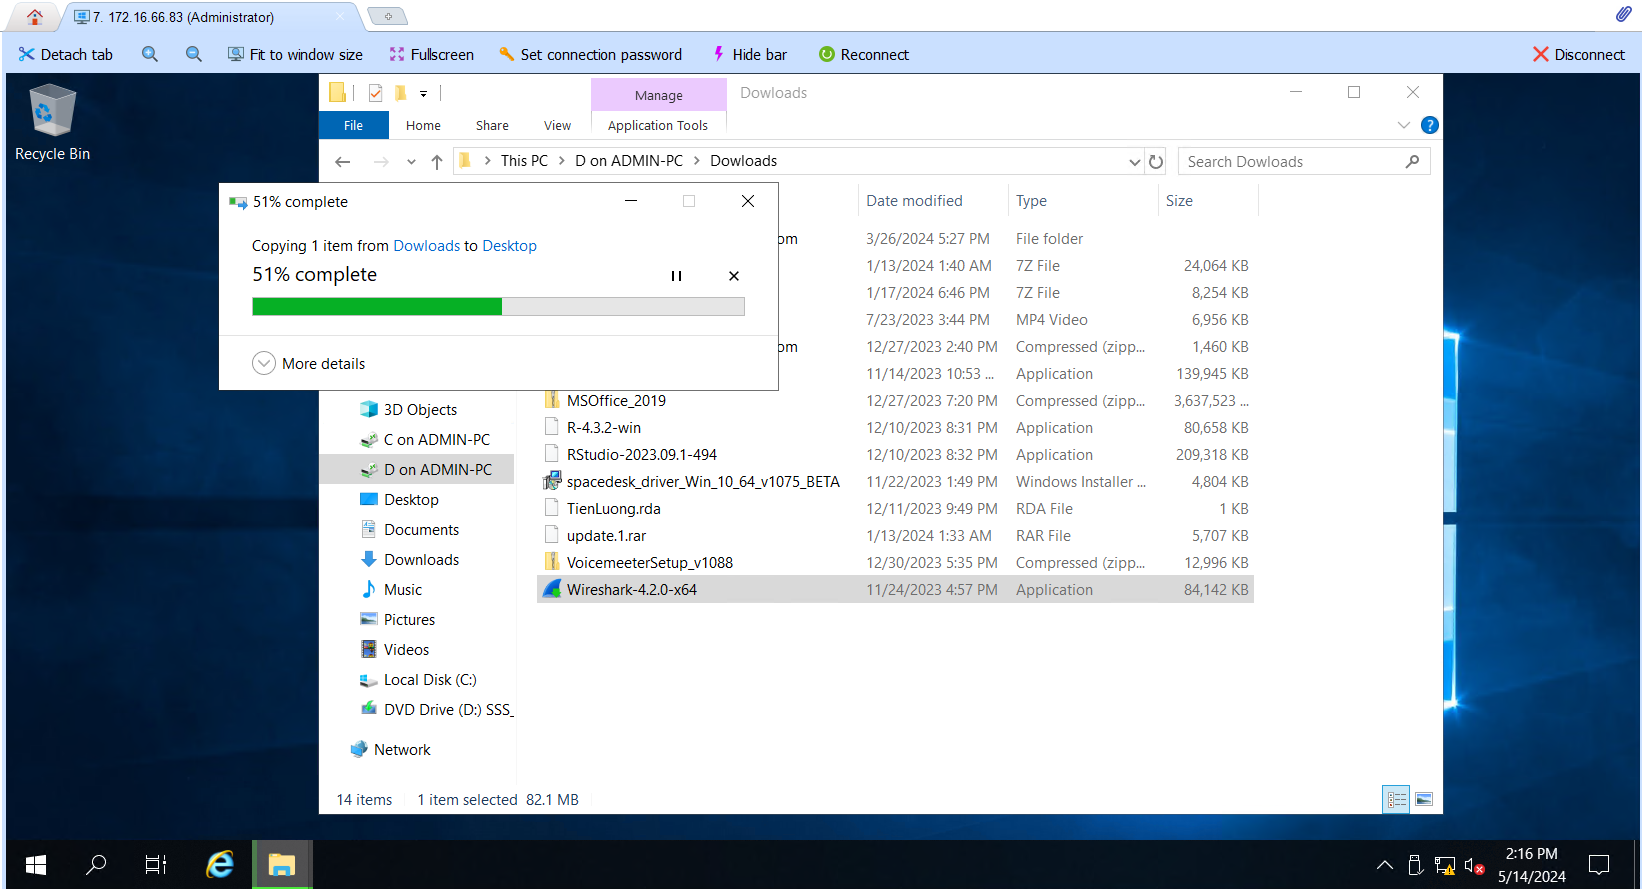 7. 172.16.66.83 (Administrator)
Detach tab
Fit to window size
Fullscreen
Set connection password
Hide bar
Reconnect
Disconnect
Recycle Bin
Manage
Dowloads
File
Home
Share
View
Application Tools
This PC > D on ADMIN-PC > Dowloads
Search Dowloads
Date modified Type Size
51% complete
Copying 1 item from Dowloads to Desktop
51% complete
More details
om 3/26/2024 5:27 PM File folder
1/13/2024 1:40 AM 7Z File 24,064 KB
1/17/2024 6:46 PM 7Z File 8,254 KB
7/23/2023 3:44 PM MP4 Video 6,956 KB
om 12/27/2023 2:40 PM Compressed (zipp... 1,460 KB
11/14/2023 10:53 ... Application 139,945 KB
MSOffice_2019 12/27/2023 7:20 PM Compressed (zipp... 3,637,523 ...
R-4.3.2-win 12/10/2023 8:31 PM Application 80,658 KB
RStudio-2023.09.1-494 12/10/2023 8:32 PM Application 209,318 KB
spacedesk_driver_Win_10_64_v1075_BETA 11/22/2023 1:49 PM Windows Installer ... 4,804 KB
TienLuong.rda 12/11/2023 9:49 PM RDA File 1 KB
update.1.rar 1/13/2024 1:33 AM RAR File 5,707 KB
VoicemeeterSetup_v1088 12/30/2023 5:35 PM Compressed (zipp... 12,996 KB
Wireshark-4.2.0-x64 11/24/2023 4:57 PM Application 84,142 KB
3D Objects
C on ADMIN-PC
D on ADMIN-PC
Desktop
Documents
Downloads
Music
Pictures
Videos
Local Disk (C:)
DVD Drive (D:) SSS_
Network
14 items 1 item selected 82.1 MB
2:16 PM
5/14/2024